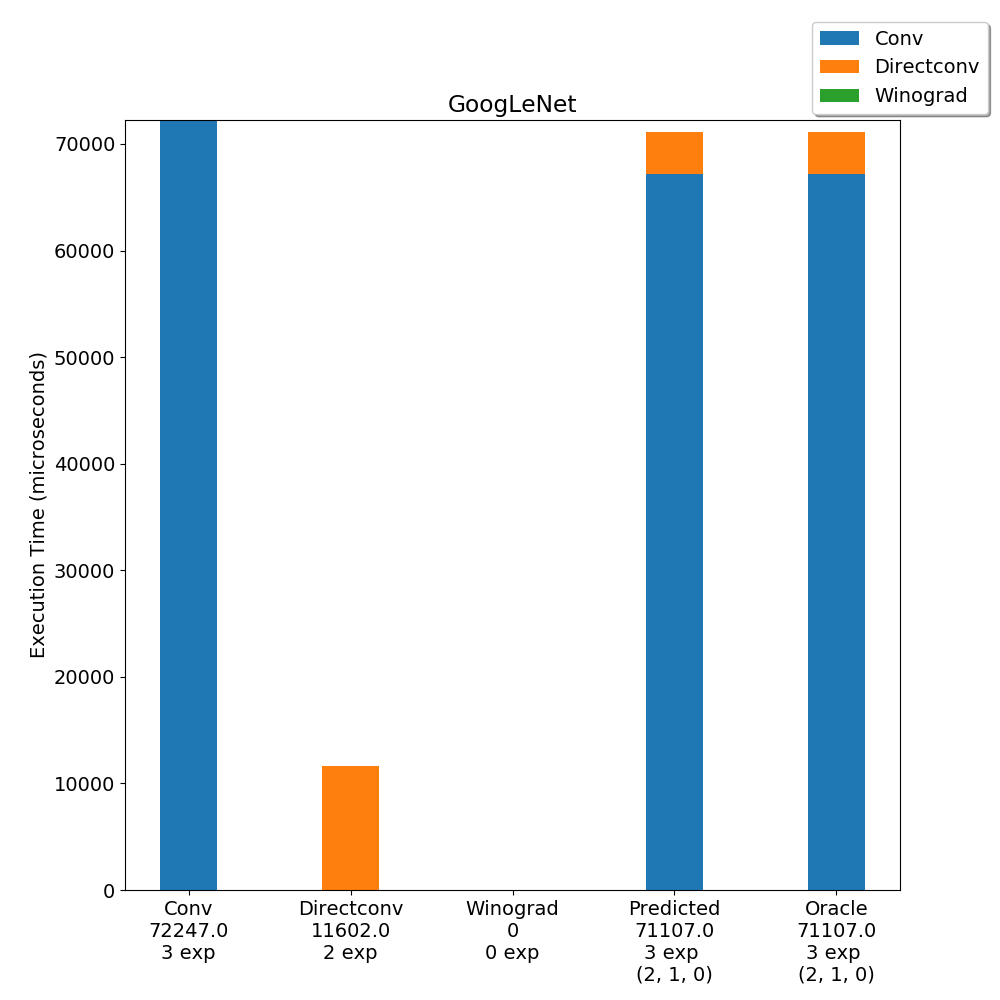 Conv
Directconv
Winograd
GoogLeNet
Execution Time (microseconds)
70000
60000
50000
40000
30000
20000
10000
0
Conv
72247.0
3 exp
Directconv
11602.0
2 exp
Winograd
0
0 exp
Predicted
71107.0
3 exp
(2, 1, 0)
Oracle
71107.0
3 exp
(2, 1, 0)